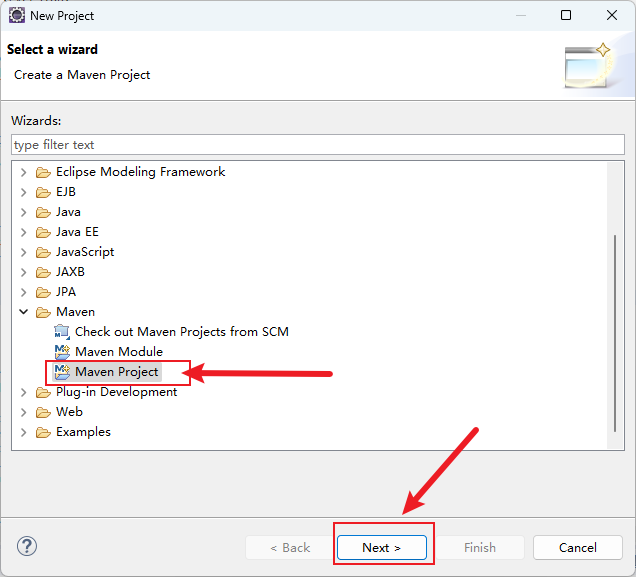 New Project
Select a wizard
Create a Maven Project
Wizards:
type filter text
Eclipse Modeling Framework
EJB
Java
Java EE
JavaScript
JAXB
JPA
Maven
Check out Maven Projects from SCM
Maven Module
Maven Project
Plug-in Development
Web
Examples
?
< Back
Next >
Finish
Cancel